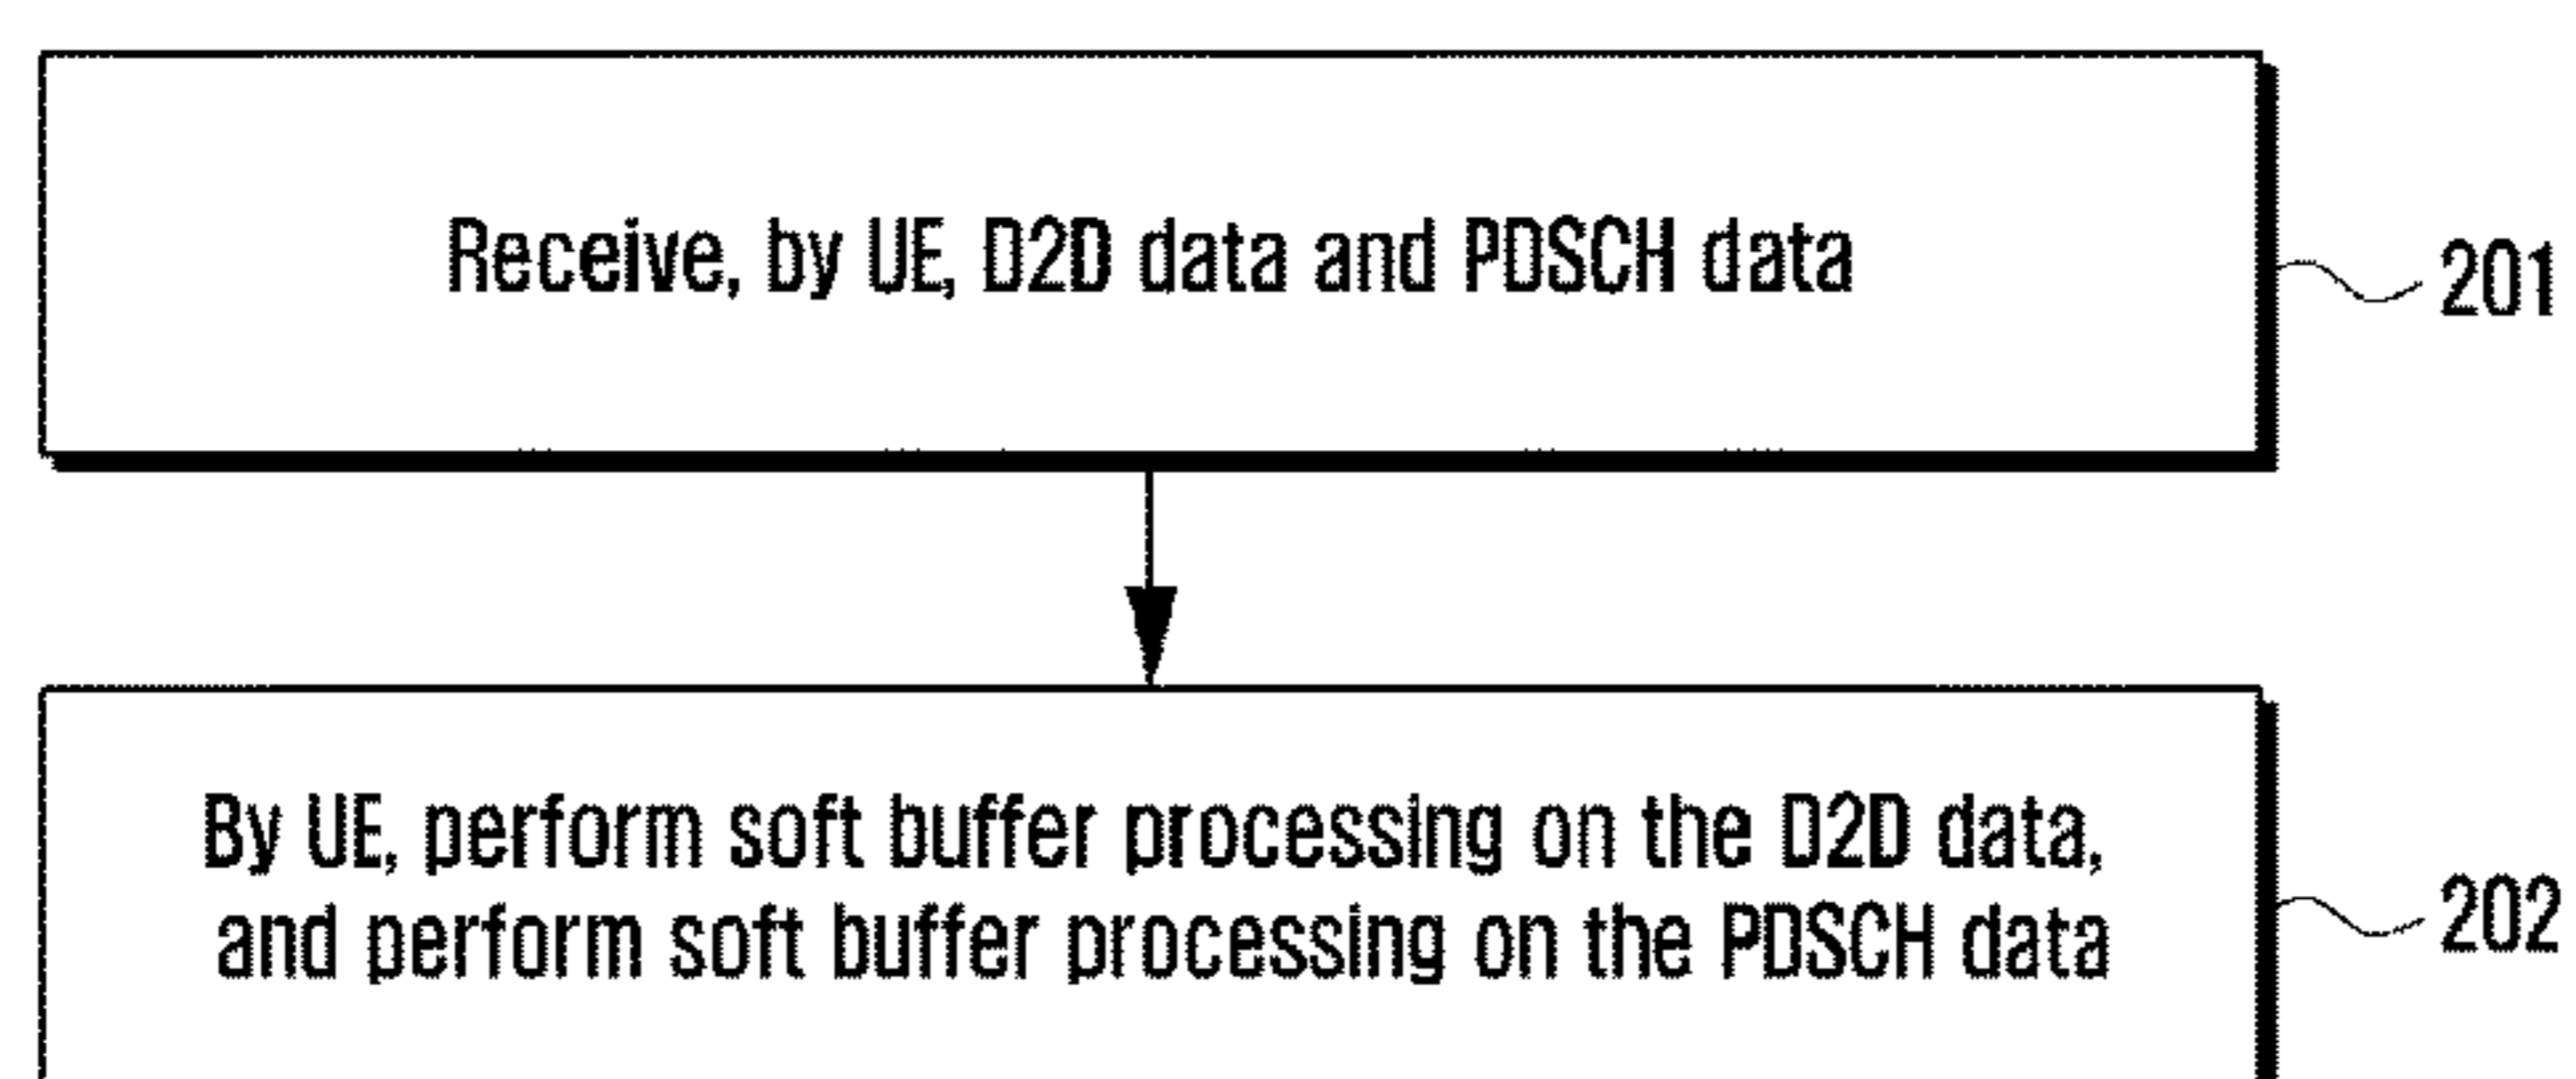 Receive, by UE, D2D data and PDSCH data
201
By UE, perform soft buffer processing on the D2D data,
and perform soft buffer processing on the PDSCH data
202